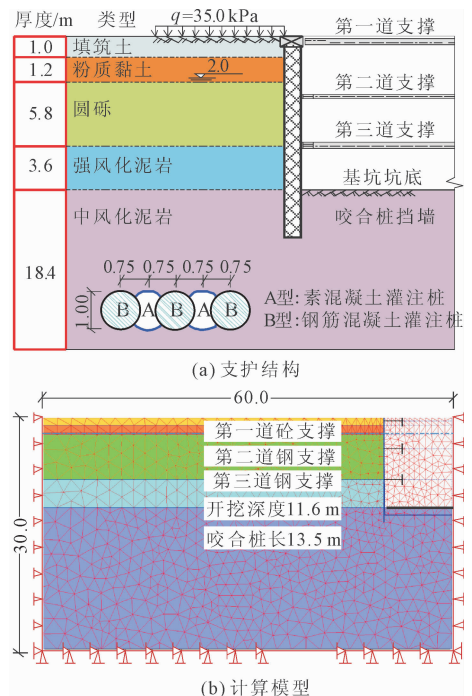 厚度/m 类型 q=35.0 kPa
1.0 填筑土 第一道支撑
1.2 粉质黏土 2.0
第二道支撑
5.8 圆砾
第三道支撑
3.6 强风化泥岩 基坑坑底
中风化泥岩 咬合桩挡墙
18.4
0.75 0.75
0.75 0.75
1.00 B A B A B
A型:素混凝土灌注桩
B型:钢筋混凝土灌注桩
(a) 支护结构
60.0
第一道砼支撑
第二道钢支撑
第三道钢支撑
开挖深度11.6 m
咬合桩长13.5 m
30.0
(b) 计算模型